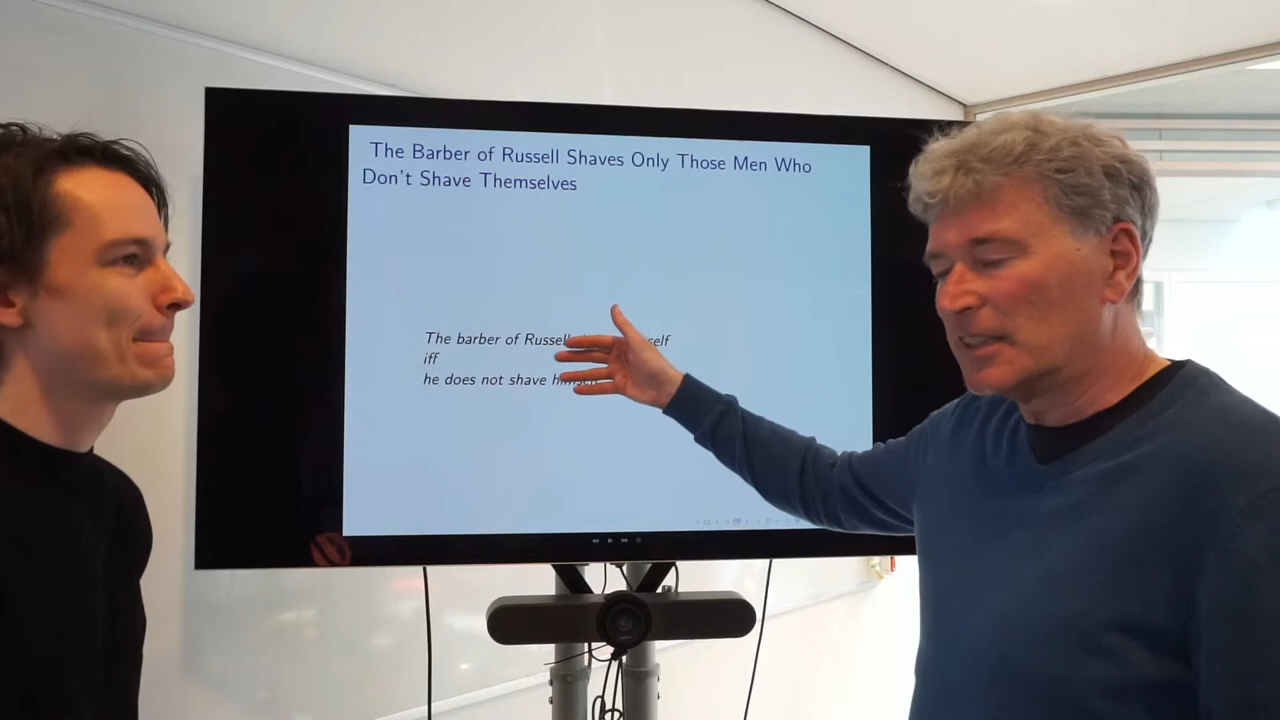 The Barber of Russell Shaves Only Those Men Who
Don't Shave Themselves
The barber of Russell
iff
he does not shave himself